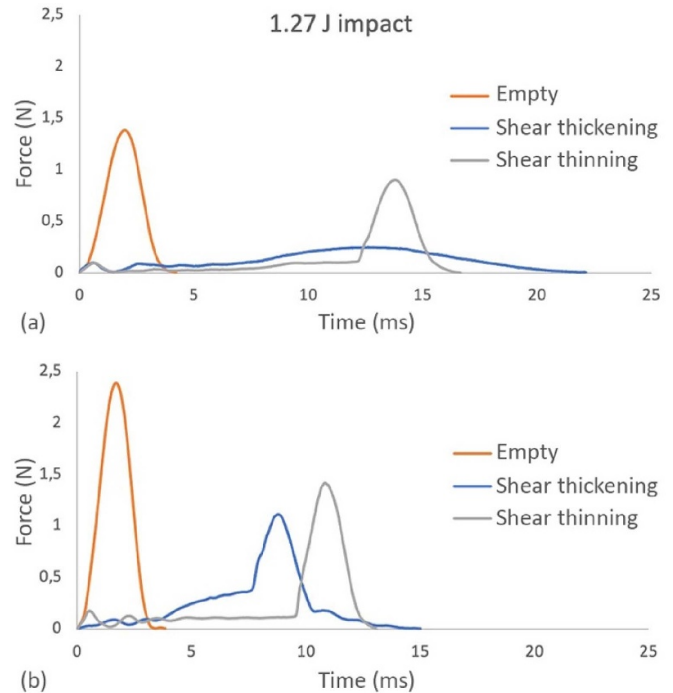 1.27 J impact
2,5
2
1,5
1
0,5
0
Force (N)
Empty
Shear thickening
Shear thinning
0 5 10 15 20 25
(a) Time (ms)
2,5
2
1,5
1
0,5
0
Force (N)
Empty
Shear thickening
Shear thinning
0 5 10 15 20 25
(b) Time (ms)